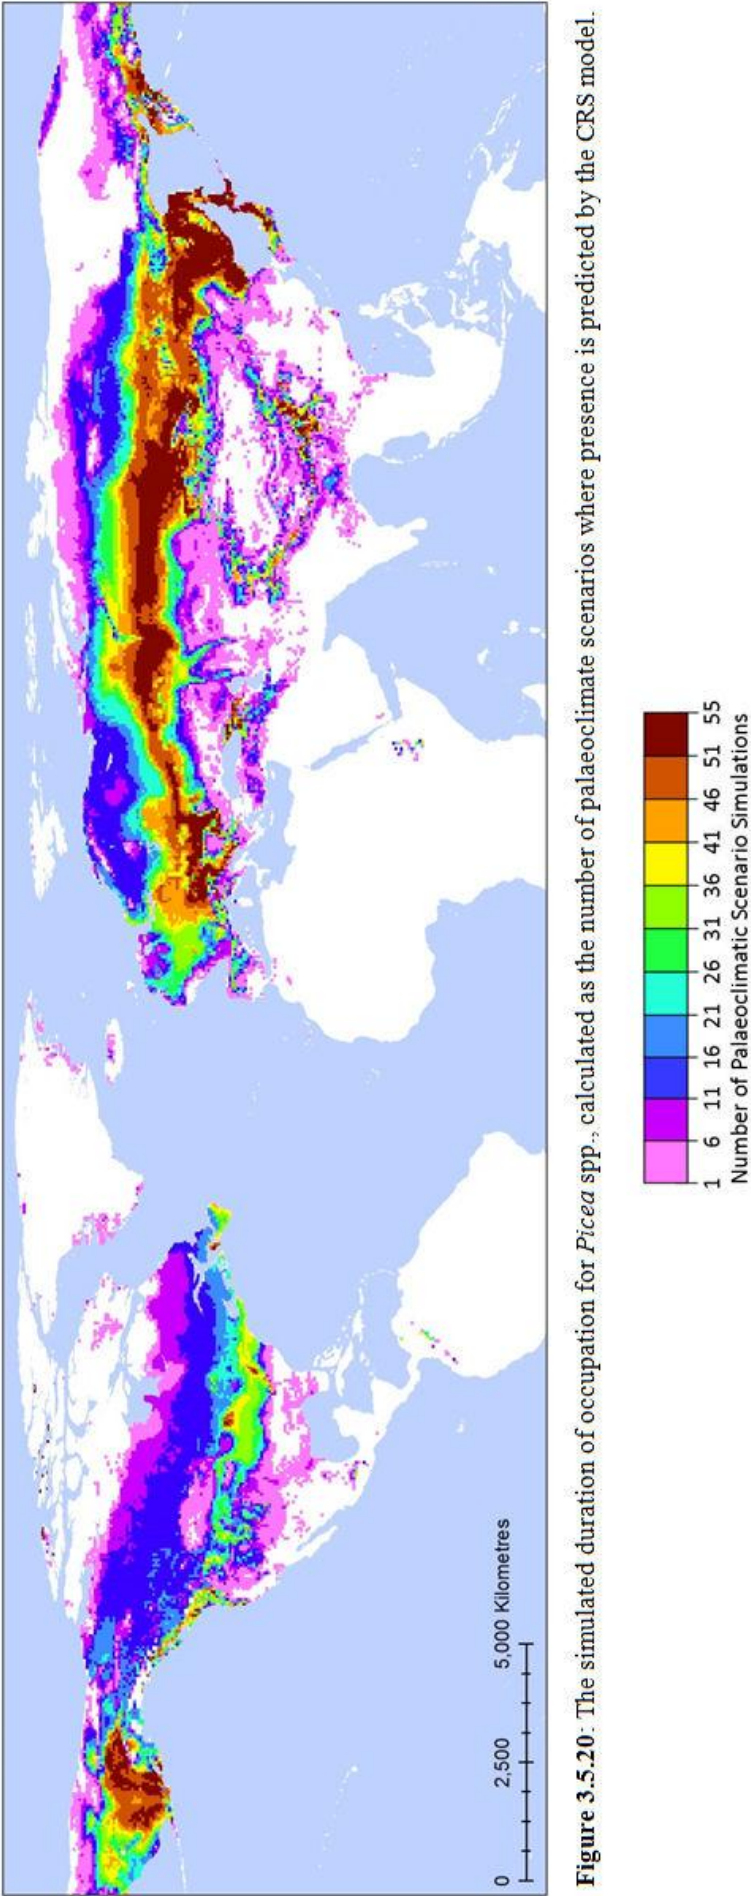 0 2,500 5,000 Kilometres
Figure 3.5.20: The simulated duration of occupation for Picea spp., calculated as the number of palaeoclimate scenarios where presence is predicted by the CRS model.
1 6 11 16 21 26 31 36 41 46 51 55
Number of Palaeoclimatic Scenario Simulations